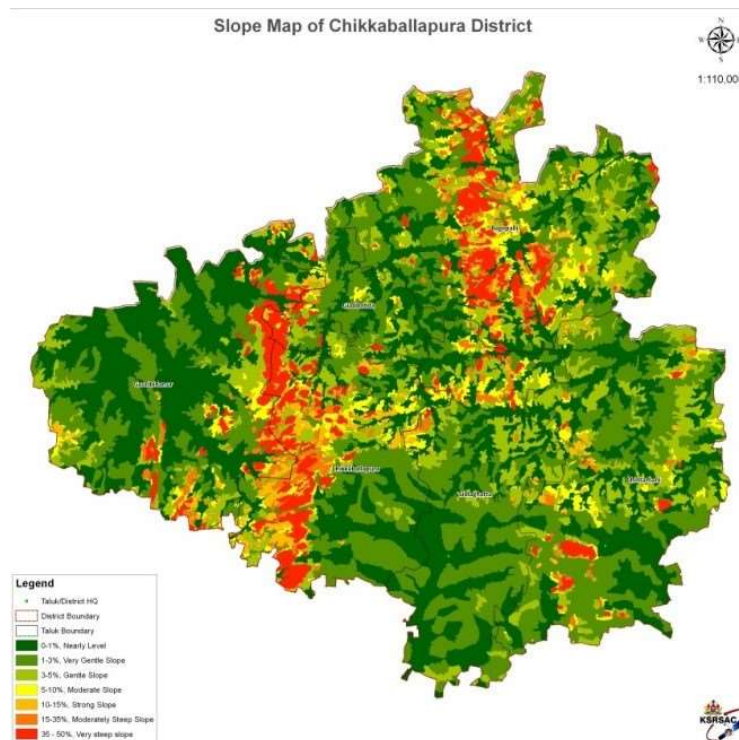 Slope Map of Chikkaballapura District
N
W
S
1:110,00
Bagepalli
Chikkaballapura
Legend
Taluk/District HQ
District Boundary
Taluk Boundary
0-1%, Nearly Level
1-3%, Very Gentle Slope
3-5%, Gentle Slope
5-10%, Moderate Slope
10-15%, Strong Slope
15-35%, Moderately Steep Slope
35 - 50%, Very steep slope
KSRSAC